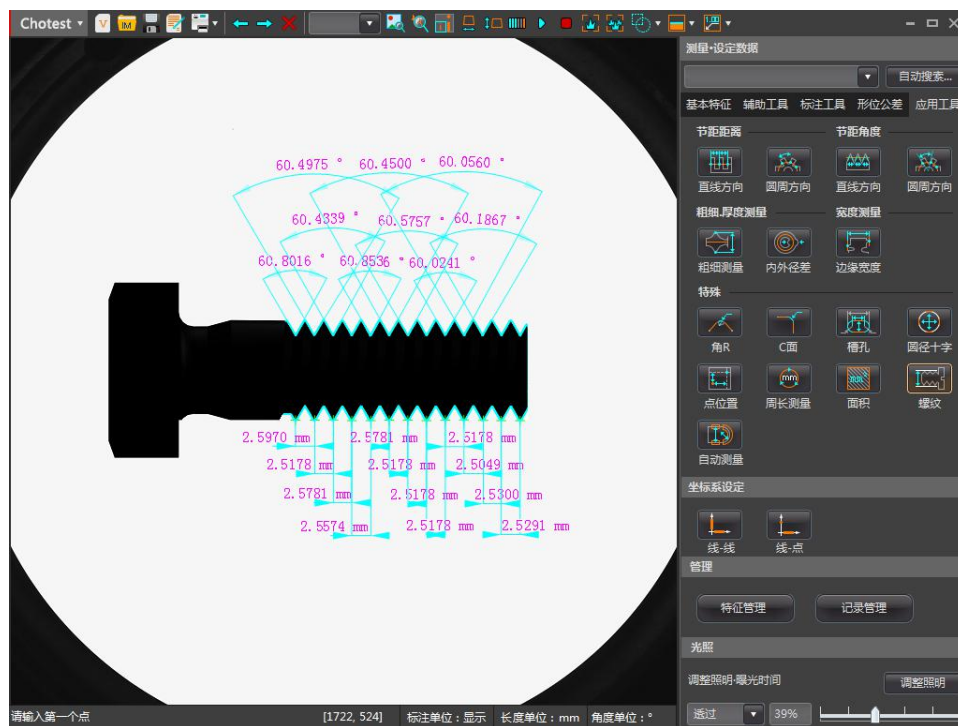 Chotest
测量•设定数据
自动搜索...
基本特征 辅助工具 标注工具 形位公差 应用工具
节距距离 节距角度
直线方向 圆周方向 直线方向 圆周方向
粗细.厚度测量 宽度测量
粗细测量 内外径差 边缘宽度
特殊
角R C面 槽孔 圆径十字
点位置 周长测量 面积 螺纹
自动测量
坐标系设定
线-线 线-点
管理
特征管理 记录管理
光照
调整照明-曝光时间 调整照明
透过 39%
60.4975 ° 60.4500 ° 60.0560 °
60.4339 ° 60.5757 ° 60.1867 °
60.8016 ° 60.8536 ° 60.0241 °
2.5970 mm 2.5781 mm 2.5178 mm
2.5178 mm 2.5178 mm 2.5049 mm
2.5781 mm 2.5178 mm 2.5300 mm
2.5574 mm 2.5178 mm 2.5291 mm
请输入第一个点 [1722, 524] 标注单位：显示 长度单位：mm 角度单位：°